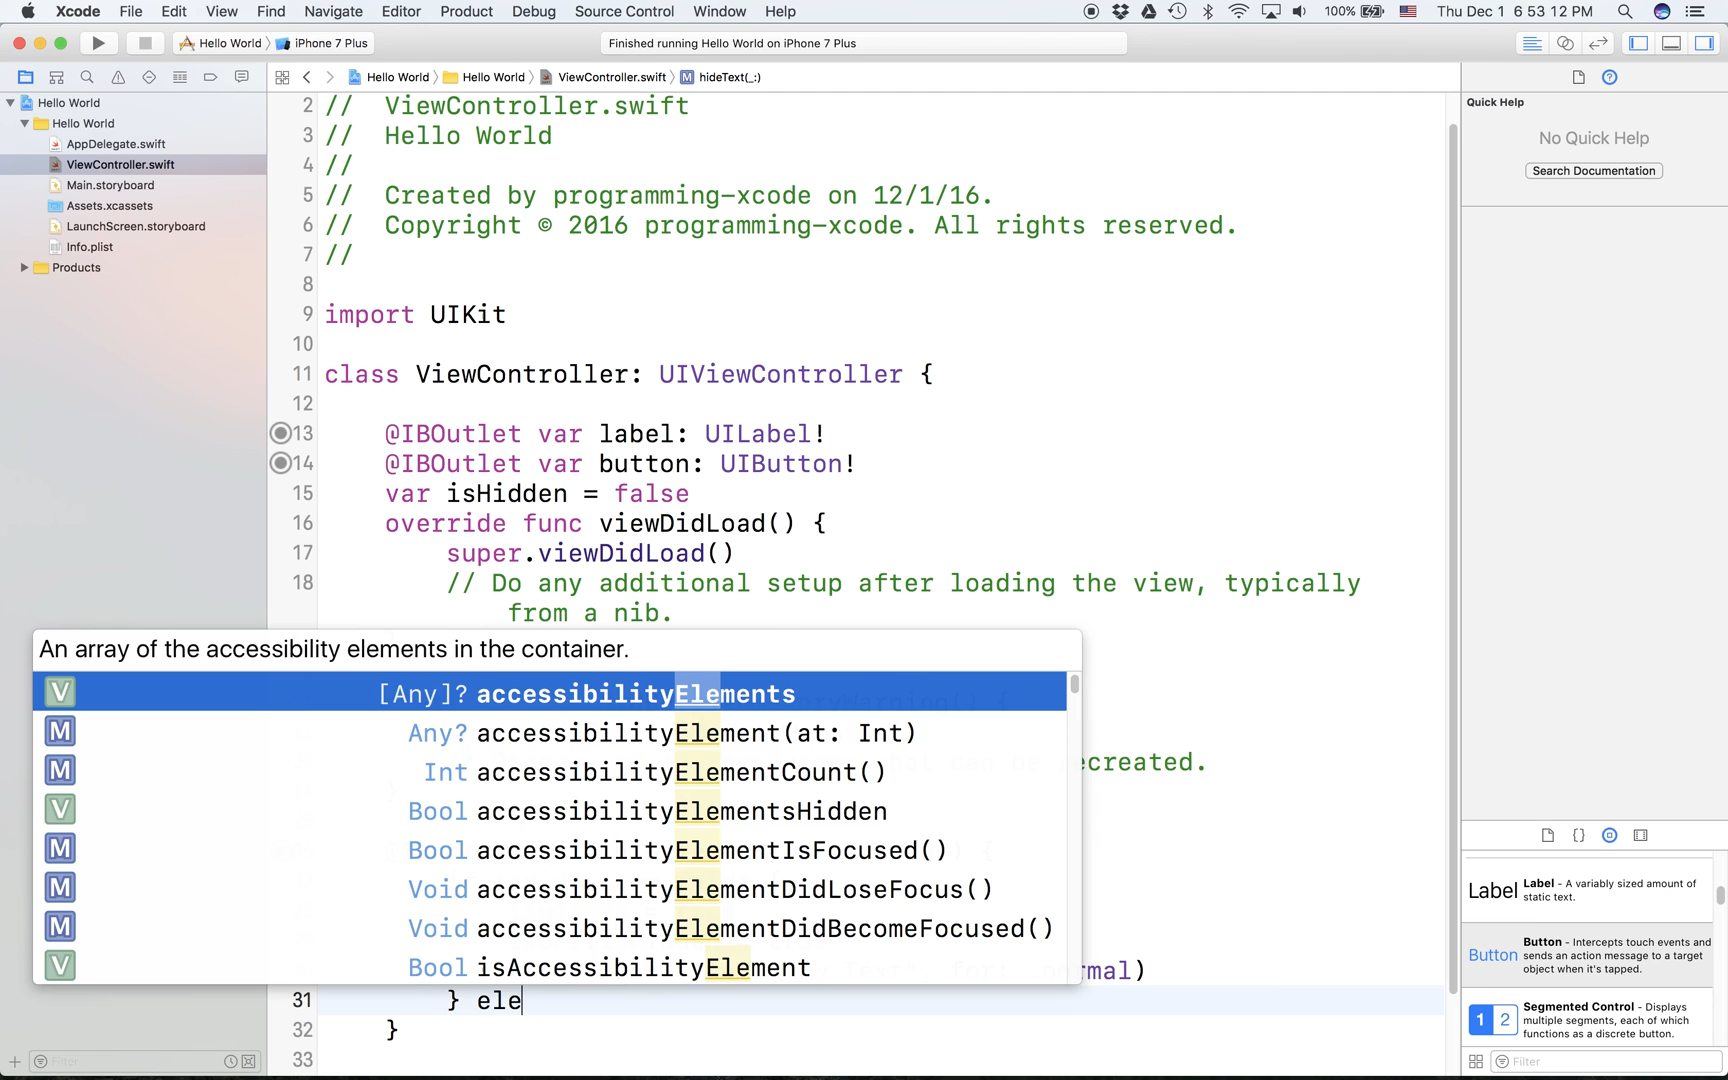 Xcode File Edit View Find Navigate Editor Product Debug Source Control Window Help 100% Thu Dec 1 6 53 12 PM
Hello World iPhone 7 Plus Finished running Hello World on iPhone 7 Plus
Hello World Hello World ViewController.swift M hideText(_:)
Hello World
Hello World
AppDelegate.swift
ViewController.swift
Main.storyboard
Assets.xcassets
LaunchScreen.storyboard
Info.plist
Products
Filter
2 // ViewController.swift
3 // Hello World
4 //
5 // Created by programming-xcode on 12/1/16.
6 // Copyright © 2016 programming-xcode. All rights reserved.
7 //
8
9 import UIKit
10
11 class ViewController: UIViewController {
12
13 @IBOutlet var label: UILabel!
14 @IBOutlet var button: UIButton!
15 var isHidden = false
16 override func viewDidLoad() {
17 super.viewDidLoad()
18 // Do any additional setup after loading the view, typically
from a nib.
An array of the accessibility elements in the container.
V [Any]? accessibilityElements
M Any? accessibilityElement(at: Int)
M Int accessibilityElementCount()
V Bool accessibilityElementsHidden
M Bool accessibilityElementIsFocused()
M Void accessibilityElementDidLoseFocus()
M Void accessibilityElementDidBecomeFocused()
V Bool isAccessibilityElement
31 } ele
32 }
33
Quick Help
No Quick Help
Search Documentation
Label Label - A variably sized amount of
static text.
Button Button - Intercepts touch events and
sends an action message to a target
object when it's tapped.
1 2 Segmented Control - Displays
multiple segments, each of which
functions as a discrete button.
Filter